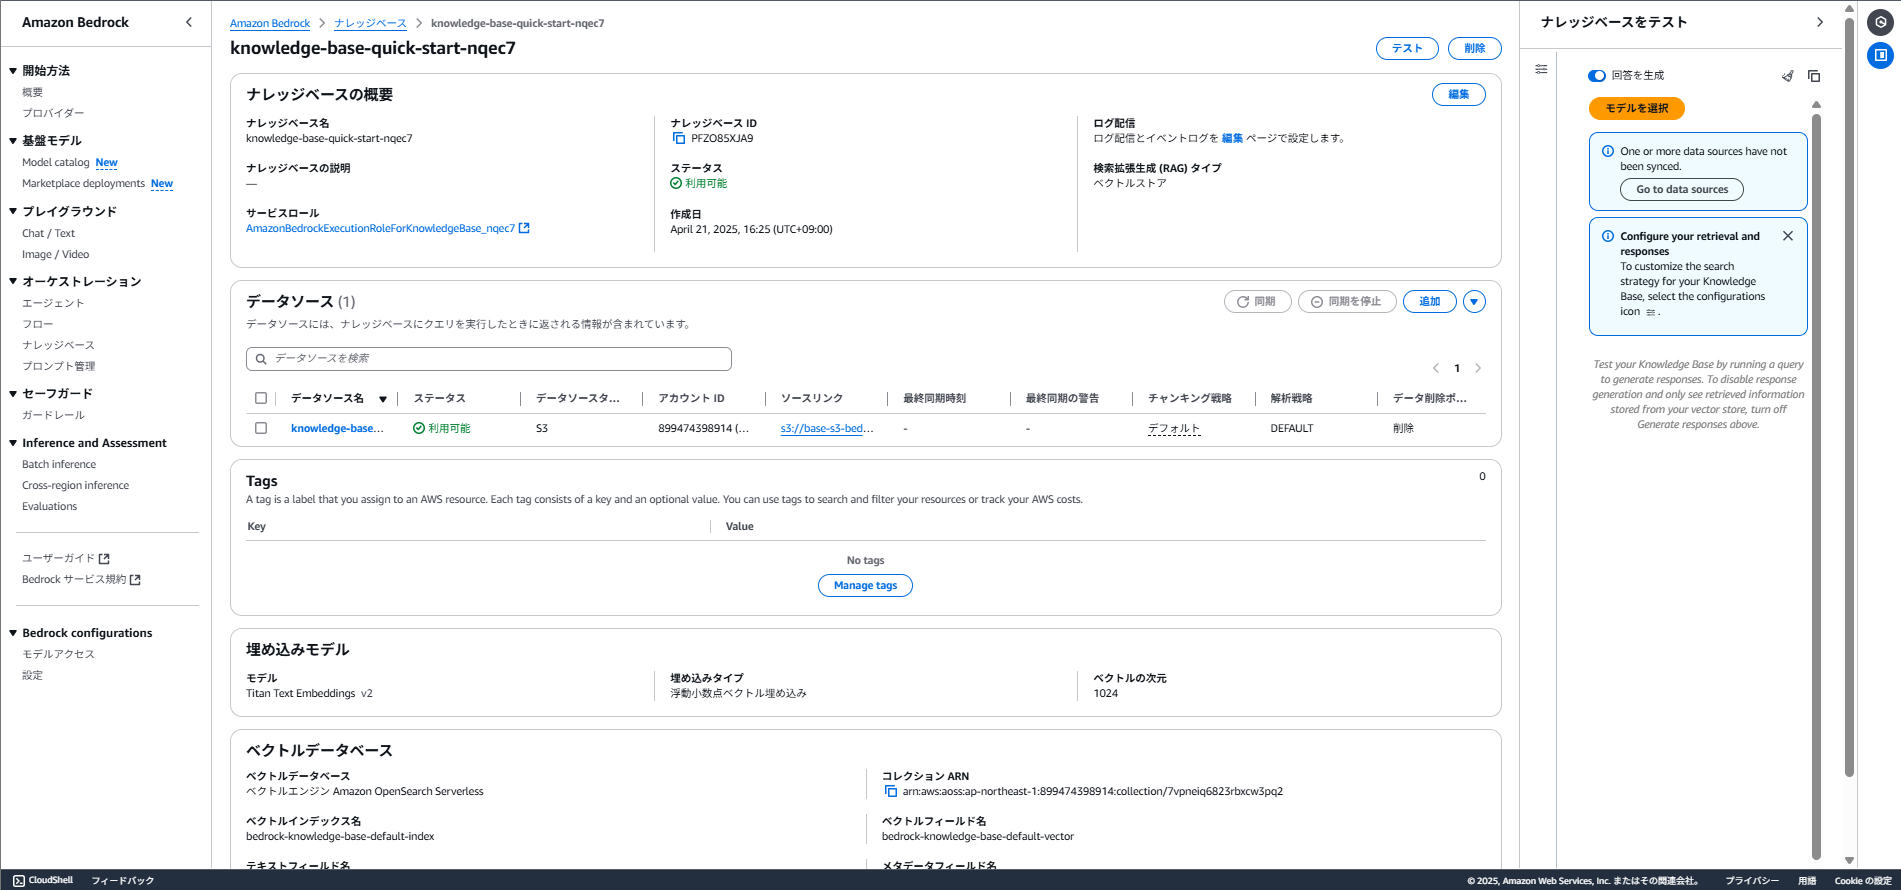 Amazon Bedrock
開始方法
概要
プロバイダー
基盤モデル
Model catalog New
Marketplace deployments New
プレイグラウンド
Chat / Text
Image / Video
オーケストレーション
エージェント
フロー
ナレッジベース
プロンプト管理
セーフガード
ガードレール
Inference and Assessment
Batch inference
Cross-region inference
Evaluations
ユーザーガイド
Bedrock サービス規約
Bedrock configurations
モデルアクセス
設定
Amazon Bedrock > ナレッジベース > knowledge-base-quick-start-nqec7
knowledge-base-quick-start-nqec7
テスト 削除
ナレッジベースの概要
編集
ナレッジベース名
knowledge-base-quick-start-nqec7
ナレッジベースの説明
—
サービスロール
AmazonBedrockExecutionRoleForKnowledgeBase_nqec7
ナレッジベース ID
PFZO85XJA9
ステータス
利用可能
作成日
April 21, 2025, 16:25 (UTC+09:00)
ログ配信
ログ配信とイベントログを 編集 ページで設定します。
検索拡張生成 (RAG) タイプ
ベクトルストア
データソース (1)
同期 同期を停止 追加
データソースには、ナレッジベースにクエリを実行したときに返される情報が含まれています。
データソースを検索
1
データソース名 ステータス データソースタ... アカウント ID ソースリンク 最終同期時刻 最終同期の警告 チャンキング戦略 解析戦略 データ削除ポ...
knowledge-base... 利用可能 S3 899474398914 (... s3://base-s3-bed... - - デフォルト DEFAULT 削除
Tags
0
A tag is a label that you assign to an AWS resource. Each tag consists of a key and an optional value. You can use tags to search and filter your resources or track your AWS costs.
Key Value
No tags
Manage tags
埋め込みモデル
モデル
Titan Text Embeddings v2
埋め込みタイプ
浮動小数点ベクトル埋め込み
ベクトルの次元
1024
ベクトルデータベース
ベクトルデータベース
ベクトルエンジン Amazon OpenSearch Serverless
コレクション ARN
arn:aws:aoss:ap-northeast-1:899474398914:collection/7vpneiq6823rbxcw3pq2
ベクトルインデックス名
bedrock-knowledge-base-default-index
ベクトルフィールド名
bedrock-knowledge-base-default-vector
テキストフィールド名
メタデータフィールド名
ナレッジベースをテスト
回答を生成
モデルを選択
One or more data sources have not
been synced.
Go to data sources
Configure your retrieval and
responses
To customize the search
strategy for your Knowledge
Base, select the configurations
icon .
Test your Knowledge Base by running a query
to generate responses. To disable response
generation and only see retrieved information
stored from your vector store, turn off
Generate responses above.
CloudShell フィードバック
© 2025, Amazon Web Services, Inc. またはその関連会社。 プライバシー 用語 Cookie の設定